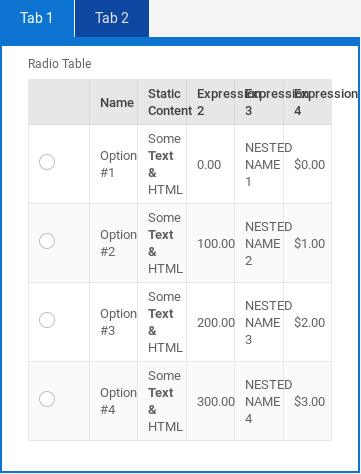 Tab 1 Tab 2
Radio Table
Name Static Content Expression 2 Expression 3 Expression 4
Option #1 Some Text & HTML 0.00 NESTED NAME 1 $0.00
Option #2 Some Text & HTML 100.00 NESTED NAME 2 $1.00
Option #3 Some Text & HTML 200.00 NESTED NAME 3 $2.00
Option #4 Some Text & HTML 300.00 NESTED NAME 4 $3.00